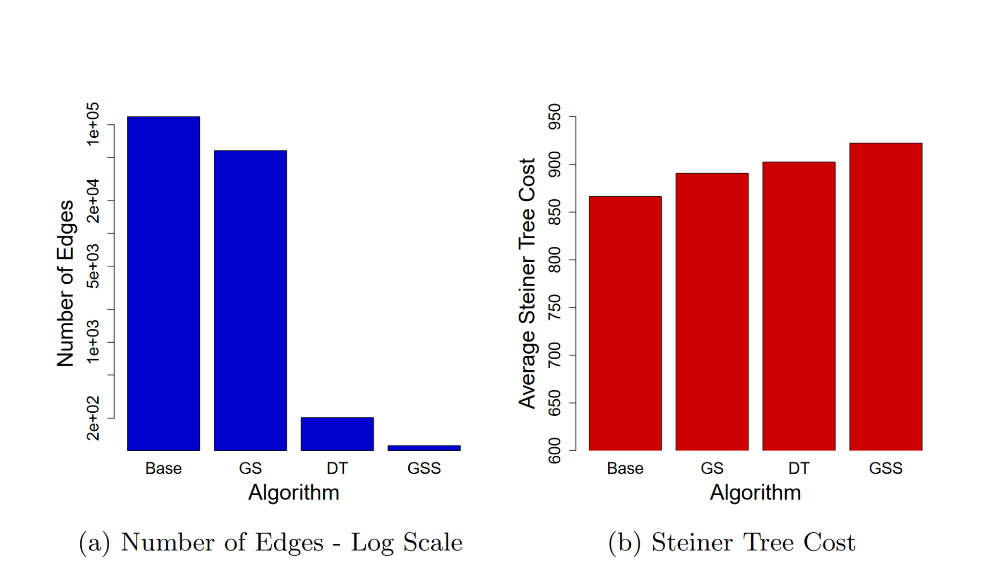 Number of Edges
1e+05
2e+04
5e+03
1e+03
2e+02
Base GS DT GSS
Algorithm
(a) Number of Edges - Log Scale
Average Steiner Tree Cost
950
900
850
800
750
700
650
600
Base GS DT GSS
Algorithm
(b) Steiner Tree Cost